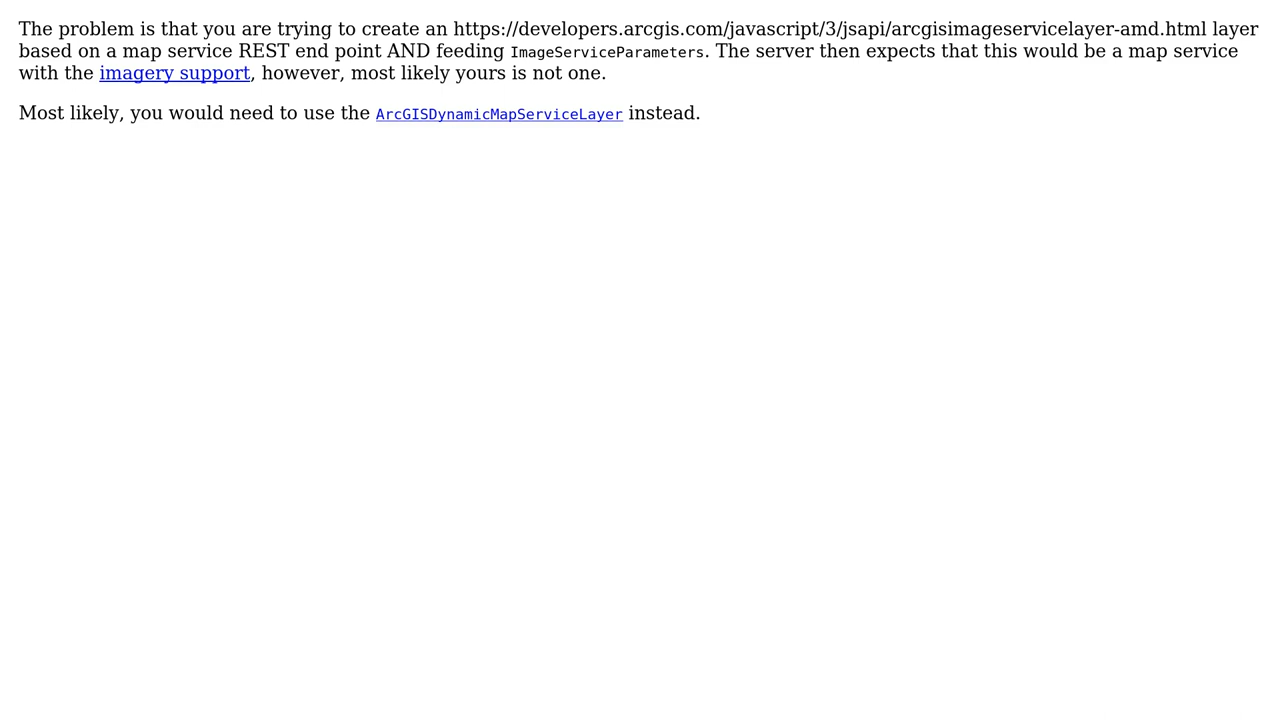 The problem is that you are trying to create an https://developers.arcgis.com/javascript/3/jsapi/arcgisimageservicelayer-amd.html layer
based on a map service REST end point AND feeding ImageServiceParameters. The server then expects that this would be a map service
with the imagery support, however, most likely yours is not one.
Most likely, you would need to use the ArcGISDynamicMapServiceLayer instead.